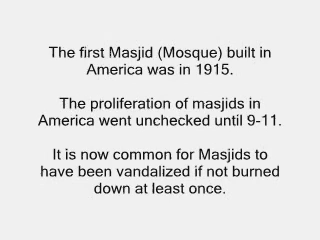 The first Masjid (Mosque) built in
America was in 1915.
The proliferation of masjids in
America went unchecked until 9-11.
It is now common for Masjids to
have been vandalized if not burned
down at least once.